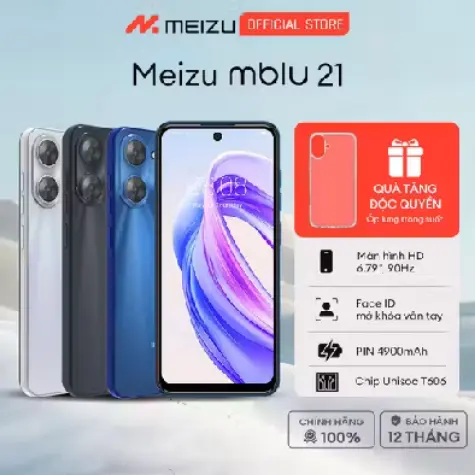 MEIZU OFFICIAL STORE
Meizu mblu 21
QUÀ TẶNG
ĐỘC QUYỀN
Ốp lưng trong suốt
Màn hình HD
6.79", 90Hz
Face ID
mở khóa vân tay
PIN 4900mAh
Chip Unisoc T606
CHÍNH HÃNG
100%
BẢO HÀNH
12 THÁNG